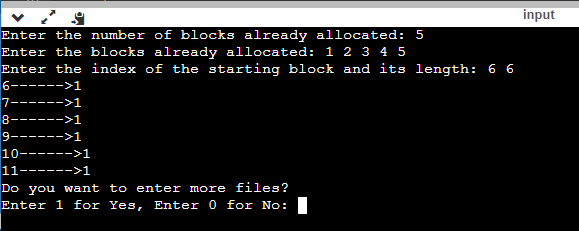 input
Enter the number of blocks already allocated: 5
Enter the blocks already allocated: 1 2 3 4 5
Enter the index of the starting block and its length: 6 6
6------>1
7------>1
8------>1
9------>1
10------>1
11------>1
Do you want to enter more files?
Enter 1 for Yes, Enter 0 for No: